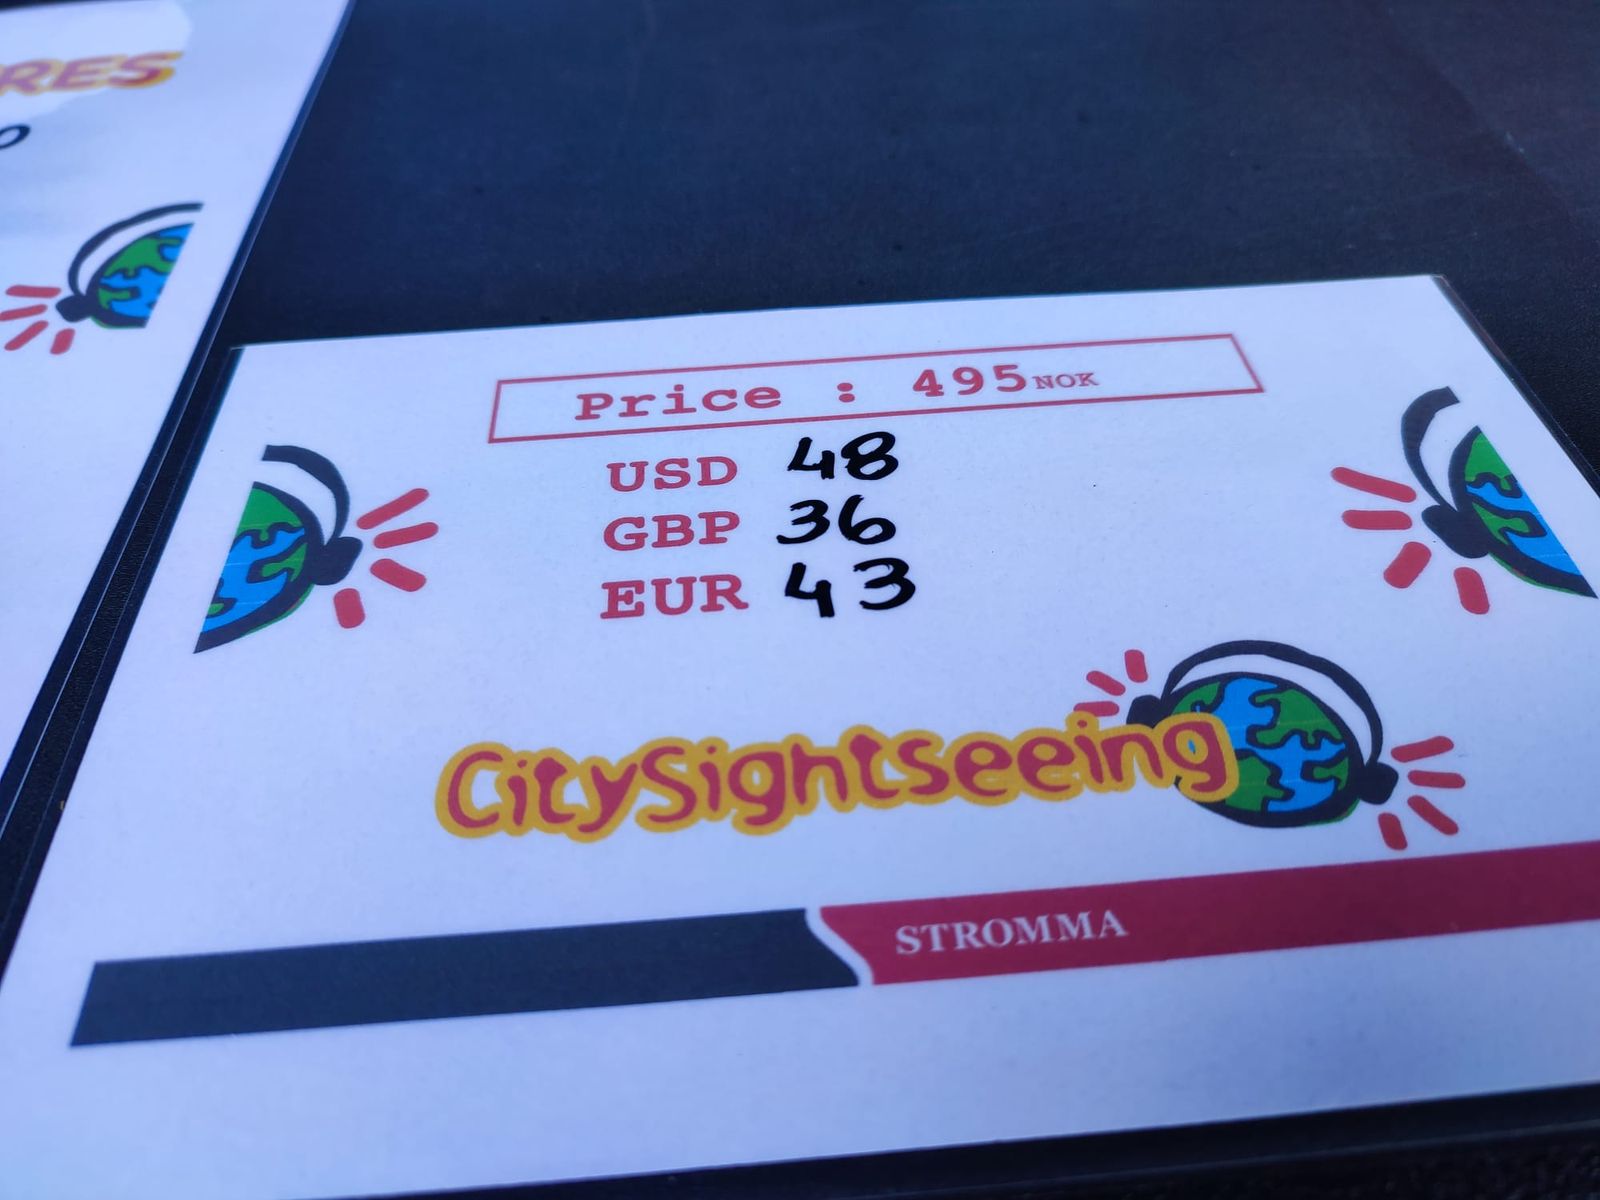 Price : 495NOK
USD 48
GBP 36
EUR 43
CitySightseeing
STROMMA